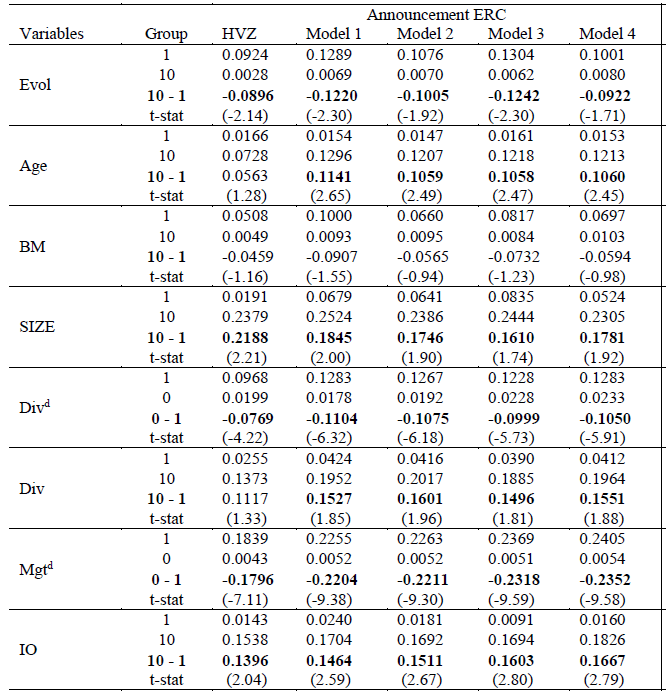 Announcement ERC
Variables Group HVZ Model 1 Model 2 Model 3 Model 4
1 0.0924 0.1289 0.1076 0.1304 0.1001
10 0.0028 0.0069 0.0070 0.0062 0.0080
Evol
10 - 1 -0.0896 -0.1220 -0.1005 -0.1242 -0.0922
t-stat (-2.14) (-2.30) (-1.92) (-2.30) (-1.71)
1 0.0166 0.0154 0.0147 0.0161 0.0153
10 0.0728 0.1296 0.1207 0.1218 0.1213
Age
10 - 1 0.0563 0.1141 0.1059 0.1058 0.1060
t-stat (1.28) (2.65) (2.49) (2.47) (2.45)
1 0.0508 0.1000 0.0660 0.0817 0.0697
10 0.0049 0.0093 0.0095 0.0084 0.0103
BM
10 - 1 -0.0459 -0.0907 -0.0565 -0.0732 -0.0594
t-stat (-1.16) (-1.55) (-0.94) (-1.23) (-0.98)
1 0.0191 0.0679 0.0641 0.0835 0.0524
10 0.2379 0.2524 0.2386 0.2444 0.2305
SIZE
10 - 1 0.2188 0.1845 0.1746 0.1610 0.1781
t-stat (2.21) (2.00) (1.90) (1.74) (1.92)
1 0.0968 0.1283 0.1267 0.1228 0.1283
0 0.0199 0.0178 0.0192 0.0228 0.0233
Divd
0 - 1 -0.0769 -0.1104 -0.1075 -0.0999 -0.1050
t-stat (-4.22) (-6.32) (-6.18) (-5.73) (-5.91)
1 0.0255 0.0424 0.0416 0.0390 0.0412
10 0.1373 0.1952 0.2017 0.1885 0.1964
Div
10 - 1 0.1117 0.1527 0.1601 0.1496 0.1551
t-stat (1.33) (1.85) (1.96) (1.81) (1.88)
1 0.1839 0.2255 0.2263 0.2369 0.2405
0 0.0043 0.0052 0.0052 0.0051 0.0054
Mgtd
0 - 1 -0.1796 -0.2204 -0.2211 -0.2318 -0.2352
t-stat (-7.11) (-9.38) (-9.30) (-9.59) (-9.58)
1 0.0143 0.0240 0.0181 0.0091 0.0160
10 0.1538 0.1704 0.1692 0.1694 0.1826
IO
10 - 1 0.1396 0.1464 0.1511 0.1603 0.1667
t-stat (2.04) (2.59) (2.67) (2.80) (2.79)